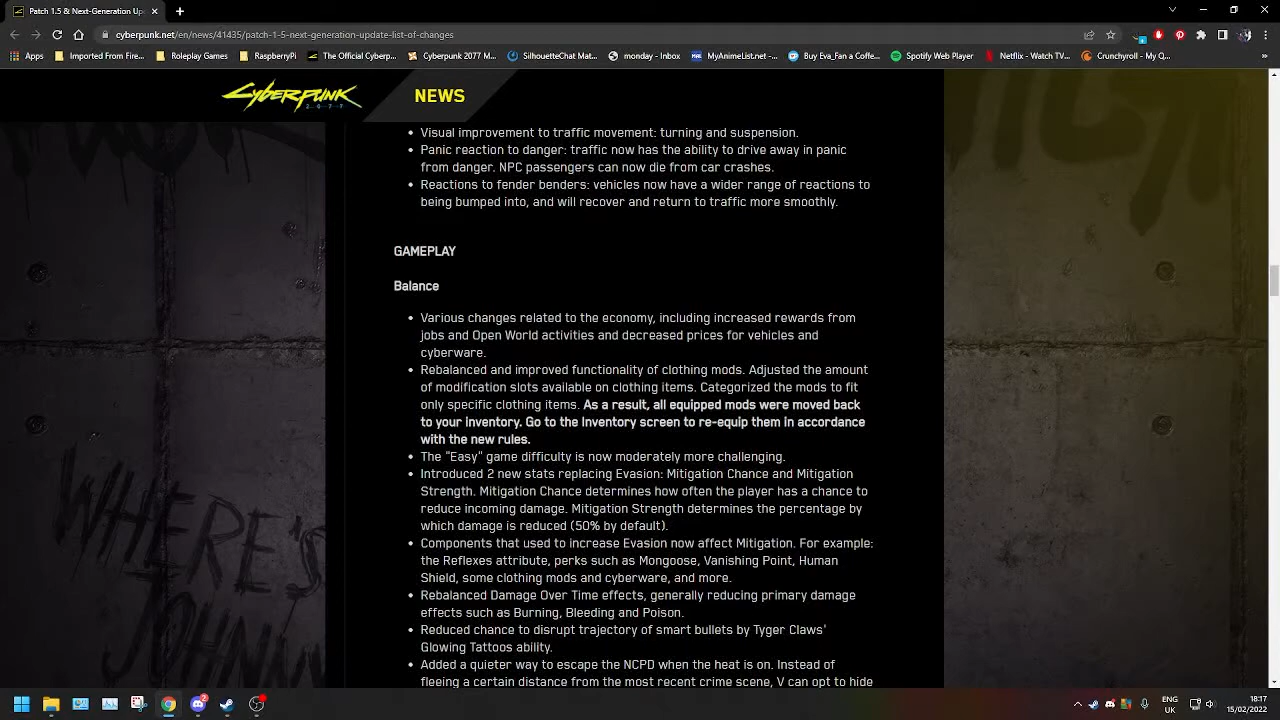 Patch 1.5 & Next-Generation Up
cyberpunk.net/en/news/41435/patch-1-5-next-generation-update-list-of-changes
Apps
Imported From Fire...
Roleplay Games
RaspberryPi
The Official Cyberp...
Cyberpunk 2077 M...
SilhouetteChat Mat...
monday - Inbox
MyAnimeList.net -...
Buy Eva_Fan a Coffe...
Spotify Web Player
Netflix - Watch TV...
Crunchyroll - My Q...
Cyberpunk
2077
NEWS
• Visual improvement to traffic movement: turning and suspension.
• Panic reaction to danger: traffic now has the ability to drive away in panic
from danger. NPC passengers can now die from car crashes.
• Reactions to fender benders: vehicles now have a wider range of reactions to
being bumped into, and will recover and return to traffic more smoothly.
GAMEPLAY
Balance
• Various changes related to the economy, including increased rewards from
jobs and Open World activities and decreased prices for vehicles and
cyberware.
• Rebalanced and improved functionality of clothing mods. Adjusted the amount
of modification slots available on clothing items. Categorized the mods to fit
only specific clothing items. As a result, all equipped mods were moved back
to your Inventory. Go to the Inventory screen to re-equip them in accordance
with the new rules.
• The "Easy" game difficulty is now moderately more challenging.
• Introduced 2 new stats replacing Evasion: Mitigation Chance and Mitigation
Strength. Mitigation Chance determines how often the player has a chance to
reduce incoming damage. Mitigation Strength determines the percentage by
which damage is reduced (50% by default).
• Components that used to increase Evasion now affect Mitigation. For example:
the Reflexes attribute, perks such as Mongoose, Vanishing Point, Human
Shield, some clothing mods and cyberware, and more.
• Rebalanced Damage Over Time effects, generally reducing primary damage
effects such as Burning, Bleeding and Poison.
• Reduced chance to disrupt trajectory of smart bullets by Tyger Claws'
Glowing Tattoos ability.
• Added a quieter way to escape the NCPD when the heat is on. Instead of
fleeing a certain distance from the most recent crime scene, V can opt to hide
WHERE'S
JOHNN
ENG
UK
18:17
15/02/2022